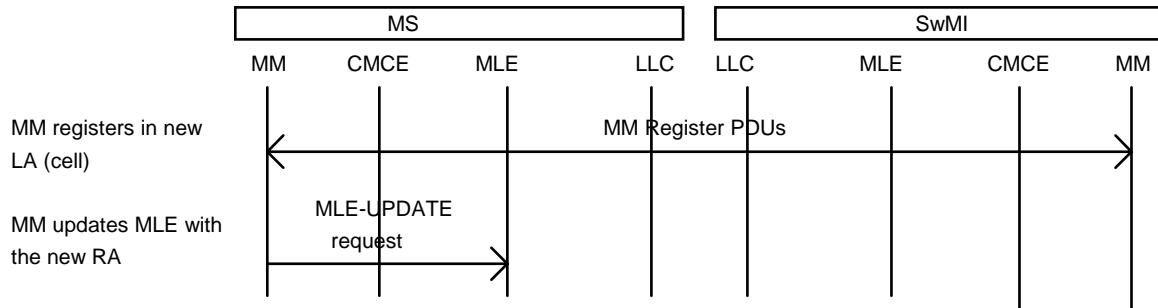 MS SwMI
MM CMCE MLE LLC LLC MLE CMCE MM
MM registers in new MM Register PDUs
LA (cell)
MLE-UPDATE
MM updates MLE with
request
the new RA